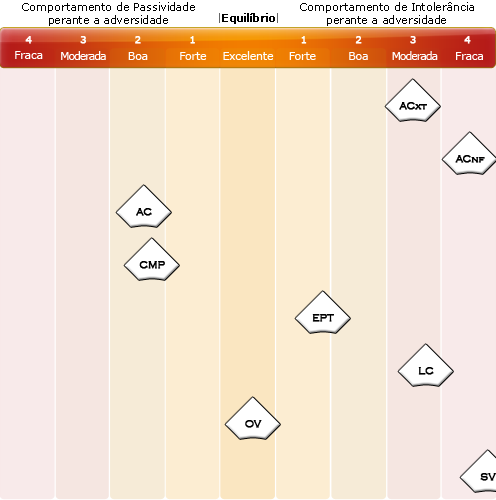 Comportamento de Passividade
perante a adversidade
|Equilíbrio|
Comportamento de Intolerância
perante a adversidade
4 3 2 1 1 2 3 4
Fraca Moderada Boa Forte Excelente Forte Boa Moderada Fraca
ACXT
ACNF
AC
CMP
EPT
LC
OV
SV